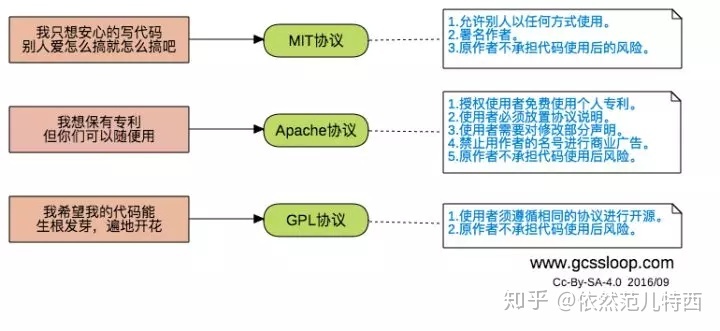 我只想安心的写代码
别人爱怎么搞就怎么搞吧
MIT协议
1.允许别人以任何方式使用。
2.署名作者。
3.原作者不承担代码使用后的风险。
我想保有专利
但你们可以随便用
Apache协议
1.授权使用者免费使用个人专利。
2.使用者必须放置协议说明。
3.使用者需要对修改部分声明。
4.禁止用作者的名号进行商业广告。
5.原作者不承担代码使用后风险。
我希望我的代码能
生根发芽，遍地开花
GPL协议
1.使用者须遵循相同的协议进行开源。
2.原作者不承担代码使用后风险。
www.gcssloop.com
Cc-By-SA-4.0 2016/09
知乎 @依然范儿特西